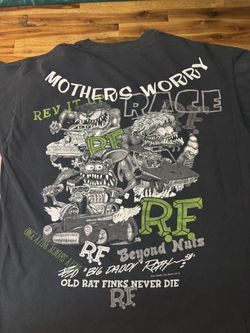 MOTHERS WORRY
REV IT UP
RACE
RF
RF
RF
Beyond Nuts
ED "BIG DADDY" ROTH
OLD RAT FINKS NEVER DIE
RF